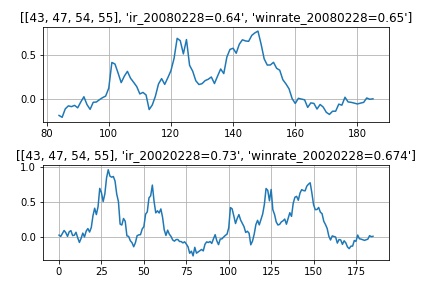 [[43, 47, 54, 55], 'ir_20080228=0.64', 'winrate_20080228=0.65']
0.5
0.0
80 100 120 140 160 180
[[43, 47, 54, 55], 'ir_20020228=0.73', 'winrate_20020228=0.674']
1.0
0.5
0.0
0 25 50 75 100 125 150 175